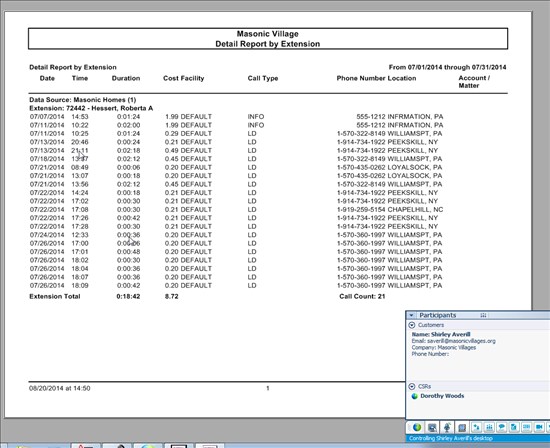 Masonic Village
Detail Report by Extension
Detail Report by Extension From 07/01/2014 through 07/31/2014
Date Time Duration Cost Facility Call Type Phone Number Location Account / Matter
Data Source: Masonic Homes (1)
Extension: 72442 - Hessert, Roberta A
07/07/2014 14:53 0:01:24 1.99 DEFAULT INFO 555-1212 INFRMATION, PA
07/11/2014 10:22 0:02:00 1.99 DEFAULT INFO 555-1212 INFRMATION, PA
07/11/2014 10:25 0:01:24 0.29 DEFAULT LD 1-570-322-8149 WILLIAMSPT, PA
07/13/2014 20:46 0:00:24 0.21 DEFAULT LD 1-914-734-1922 PEEKSKILL, NY
07/13/2014 0:02:18 0.49 DEFAULT LD 1-914-734-1922 PEEKSKILL, NY
07/18/2014 0:02:12 0.45 DEFAULT LD 1-570-322-8149 WILLIAMSPT, PA
07/21/2014 08:49 0:00:06 0.20 DEFAULT LD 1-570-435-0262 LOYALSOCK, PA
07/21/2014 13:07 0:00:18 0.20 DEFAULT LD 1-570-435-0262 LOYALSOCK, PA
07/21/2014 13:56 0:02:12 0.45 DEFAULT LD 1-570-322-8149 WILLIAMSPT, PA
07/22/2014 14:24 0:00:18 0.21 DEFAULT LD 1-914-734-1922 PEEKSKILL, NY
07/22/2014 17:02 0:00:30 0.21 DEFAULT LD 1-914-734-1922 PEEKSKILL, NY
07/22/2014 17:08 0:00:30 0.21 DEFAULT LD 1-919-259-5154 CHAPELHILL, NC
07/22/2014 17:26 0:00:42 0.21 DEFAULT LD 1-914-734-1922 PEEKSKILL, NY
07/22/2014 17:28 0:00:30 0.21 DEFAULT LD 1-914-734-1922 PEEKSKILL, NY
07/24/2014 12:33 0:00:36 0.20 DEFAULT LD 1-570-360-1997 WILLIAMSPT, PA
07/26/2014 17:00 0.20 DEFAULT LD 1-570-360-1997 WILLIAMSPT, PA
07/26/2014 17:01 0:00:48 0.20 DEFAULT LD 1-570-360-1997 WILLIAMSPT, PA
07/26/2014 18:02 0:00:30 0.20 DEFAULT LD 1-570-360-1997 WILLIAMSPT, PA
07/26/2014 18:04 0:00:36 0.20 DEFAULT LD 1-570-360-1997 WILLIAMSPT, PA
07/26/2014 18:07 0:00:36 0.20 DEFAULT LD 1-570-360-1997 WILLIAMSPT, PA
07/26/2014 18:09 0:00:42 0.20 DEFAULT LD 1-570-360-1997 WILLIAMSPT, PA
Extension Total 0:18:42 8.72 Call Count: 21
08/20/2014 at 14:50 1
Participants
Customers
Name: Shirley Averill
Email: saverill@masonicvillages.org
Company: Masonic Villages
Phone Number:
CSRs
Dorothy Woods
Controlling Shirley Averill's desktop